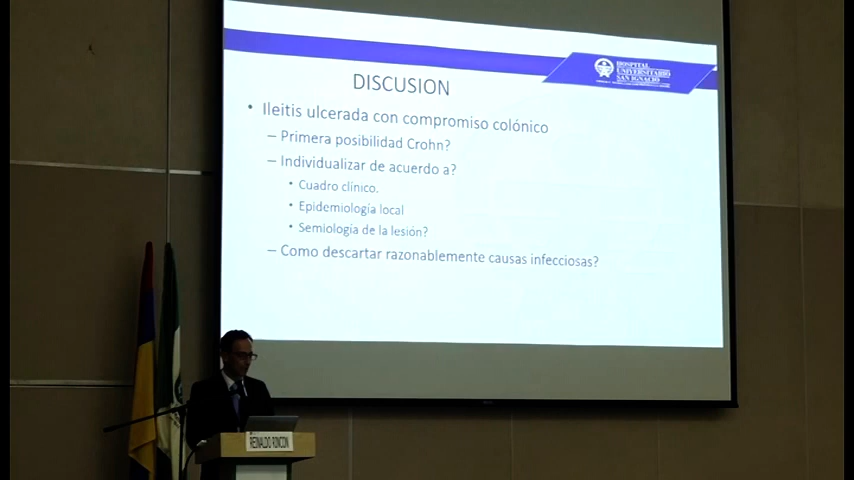 HOSPITAL
UNIVERSITARIO
SAN IGNACIO
DISCUSION
• Ileitis ulcerada con compromiso colónico
– Primera posibilidad Crohn?
– Individualizar de acuerdo a?
• Cuadro clínico.
• Epidemiología local
• Semiología de la lesión?
– Como descartar razonablemente causas infecciosas?
REINALDO RINCON